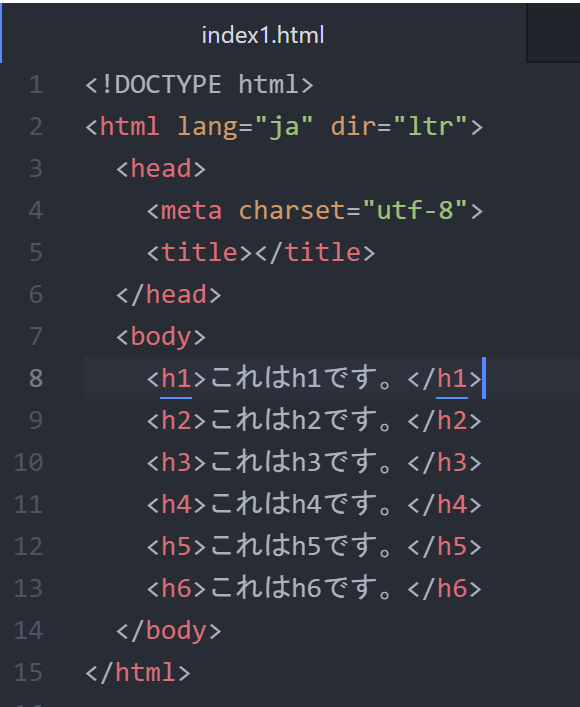 index1.html
1 <!DOCTYPE html>
2 <html lang="ja" dir="ltr">
3 <head>
4 <meta charset="utf-8">
5 <title></title>
6 </head>
7 <body>
8 <h1>これはh1です。</h1>
9 <h2>これはh2です。</h2>
10 <h3>これはh3です。</h3>
11 <h4>これはh4です。</h4>
12 <h5>これはh5です。</h5>
13 <h6>これはh6です。</h6>
14 </body>
15 </html>